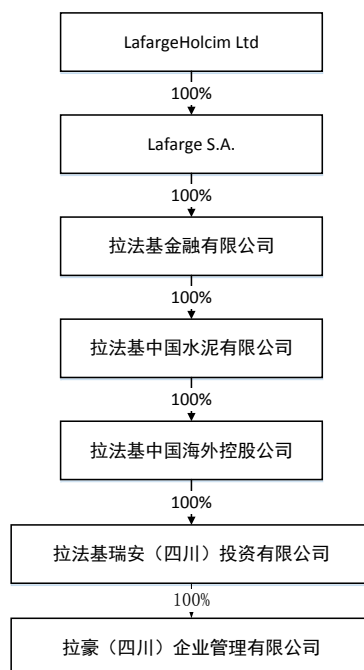 LafargeHolcim Ltd
100%
Lafarge S.A.
100%
拉法基金融有限公司
100%
拉法基中国水泥有限公司
100%
拉法基中国海外控股公司
100%
拉法基瑞安（四川）投资有限公司
100%
拉豪（四川）企业管理有限公司